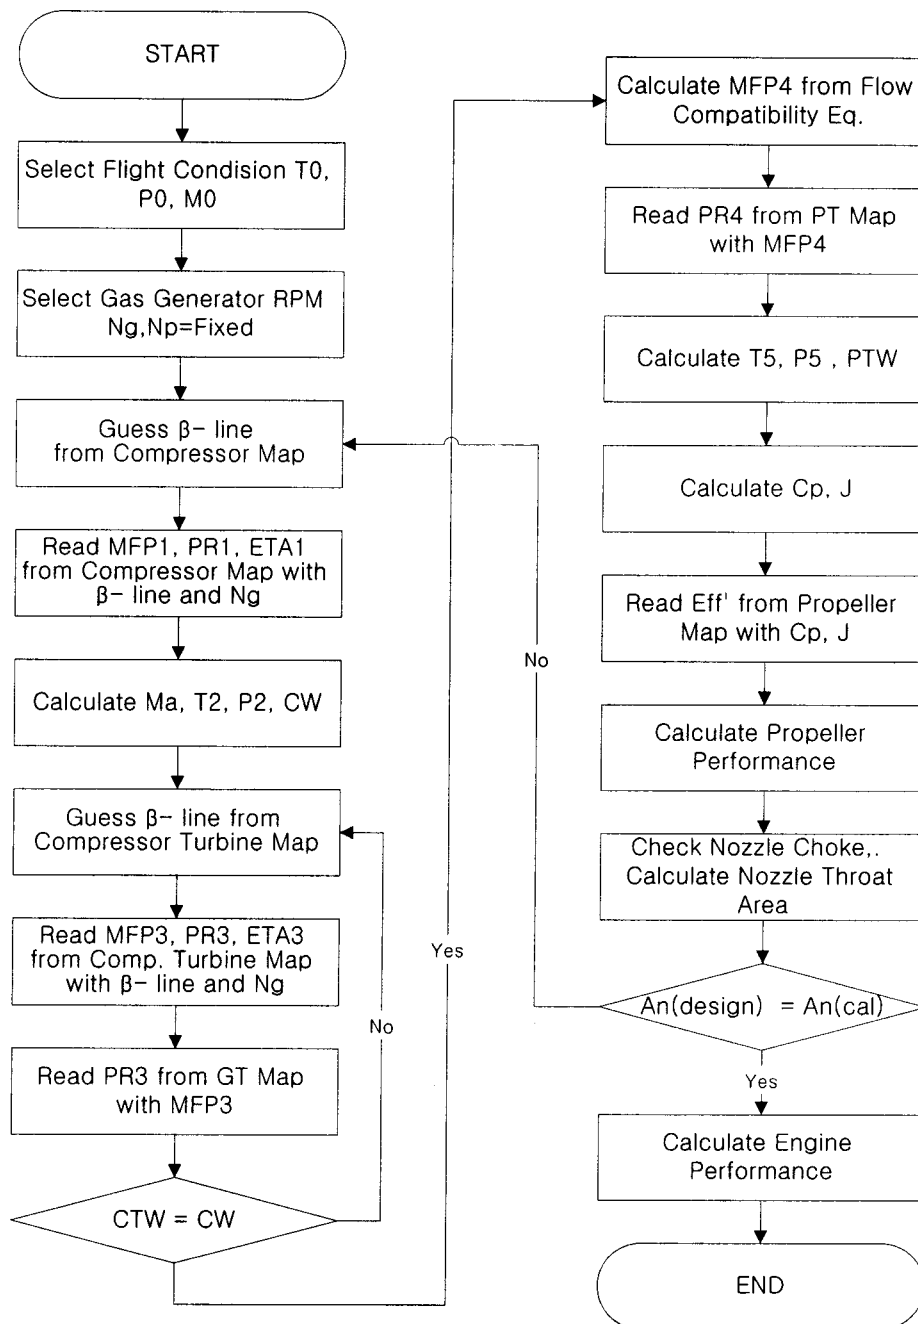 START
Select Flight Condision T0,
P0, M0
Select Gas Generator RPM
Ng,Np=Fixed
Guess β- line
from Compressor Map
Read MFP1, PR1, ETA1
from Compressor Map with
β- line and Ng
Calculate Ma, T2, P2, CW
Guess β- line from
Compressor Turbine Map
Read MFP3, PR3, ETA3
from Comp. Turbine Map
with β- line and Ng
No
Read PR3 from GT Map
with MFP3
CTW = CW
Yes
Calculate MFP4 from Flow
Compatibility Eq.
Read PR4 from PT Map
with MFP4
Calculate T5, P5 , PTW
Calculate Cp, J
Read Eff' from Propeller
Map with Cp, J
No
Calculate Propeller
Performance
Check Nozzle Choke,.
Calculate Nozzle Throat
Area
An(design) = An(cal)
Yes
Calculate Engine
Performance
END